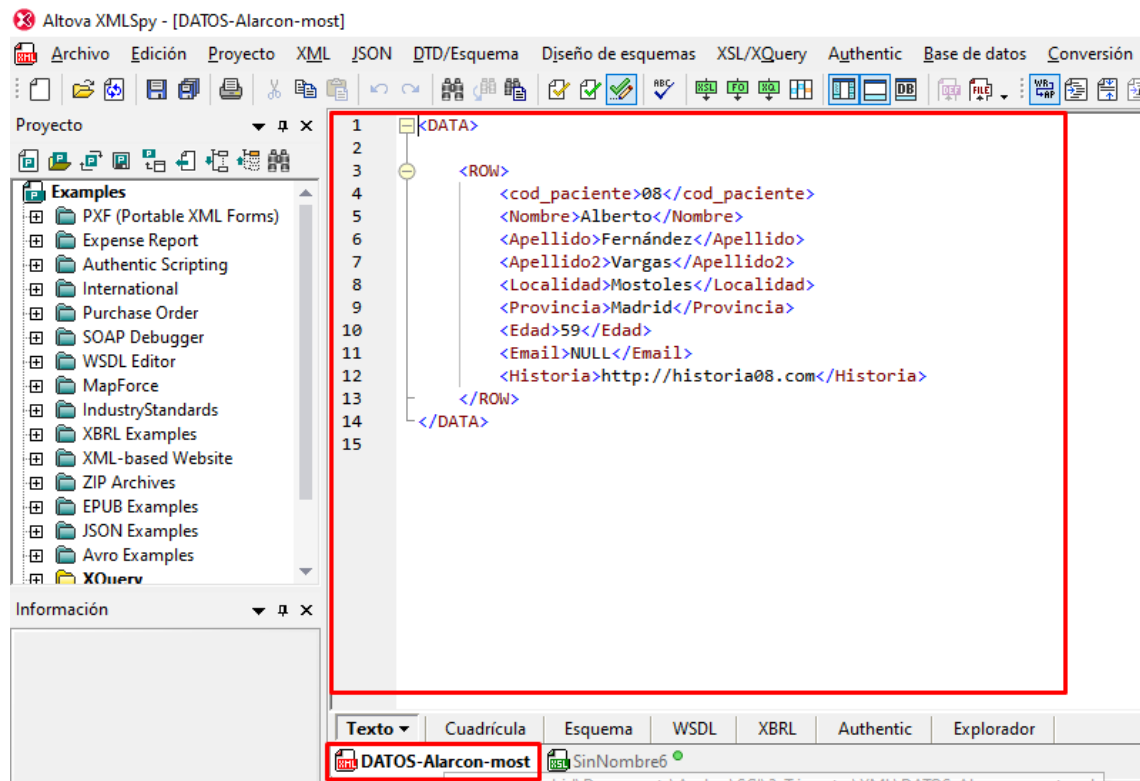 Altova XMLSpy - [DATOS-Alarcon-most]
Archivo Edición Proyecto XML JSON DTD/Esquema Diseño de esquemas XSL/XQuery Authentic Base de datos Conversión
Proyecto
Examples
PXF (Portable XML Forms)
Expense Report
Authentic Scripting
International
Purchase Order
SOAP Debugger
WSDL Editor
MapForce
IndustryStandards
XBRL Examples
XML-based Website
ZIP Archives
EPUB Examples
JSON Examples
Avro Examples
XQuery
Información
1 <DATA>
2
3 <ROW>
4 <cod_paciente>08</cod_paciente>
5 <Nombre>Alberto</Nombre>
6 <Apellido>Fernández</Apellido>
7 <Apellido2>Vargas</Apellido2>
8 <Localidad>Mostoles</Localidad>
9 <Provincia>Madrid</Provincia>
10 <Edad>59</Edad>
11 <Email>NULL</Email>
12 <Historia>http://historia08.com</Historia>
13 </ROW>
14 </DATA>
15
Texto Cuadrícula Esquema WSDL XBRL Authentic Explorador
DATOS-Alarcon-most SinNombre6